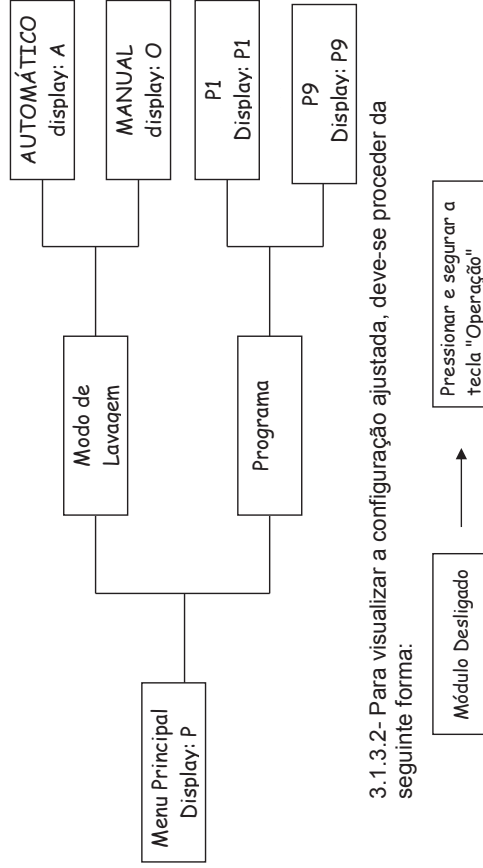 Menu Principal
Display: P
Modo de
Lavagem
Programa
AUTOMÁTICO
display: A
MANUAL
display: O
P1
Display: P1
P9
Display: P9
3.1.3.2- Para visualizar a configuração ajustada, deve-se proceder da
seguinte forma:
Módulo Desligado
Pressionar e segurar a
tecla "Operação"